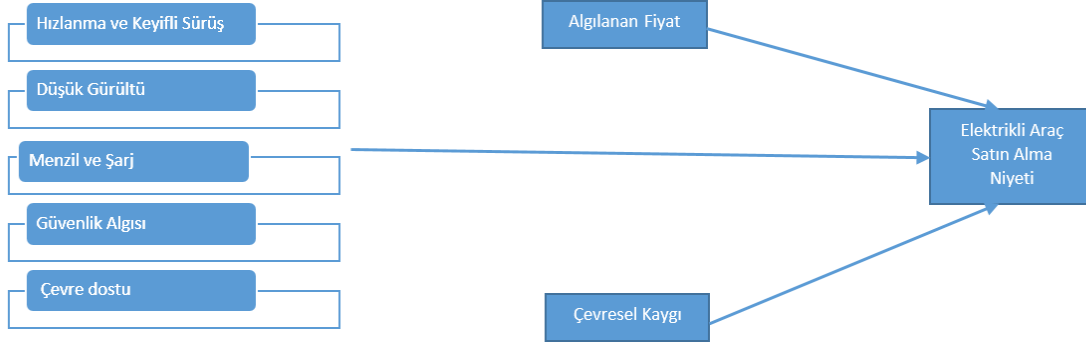 Hızlanma ve Keyifli Sürüş
Düşük Gürültü
Menzil ve Şarj
Güvenlik Algısı
Çevre dostu
Algılanan Fiyat
Çevresel Kaygı
Elektrikli Araç
Satın Alma
Niyeti